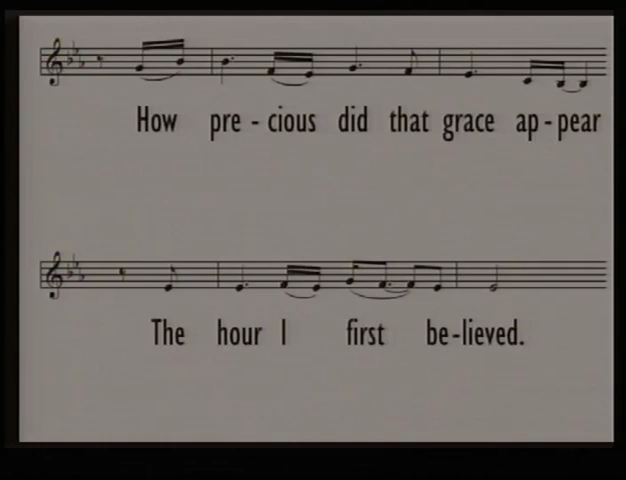 How pre - cious did that grace ap - pear
The hour I first be-lieved.